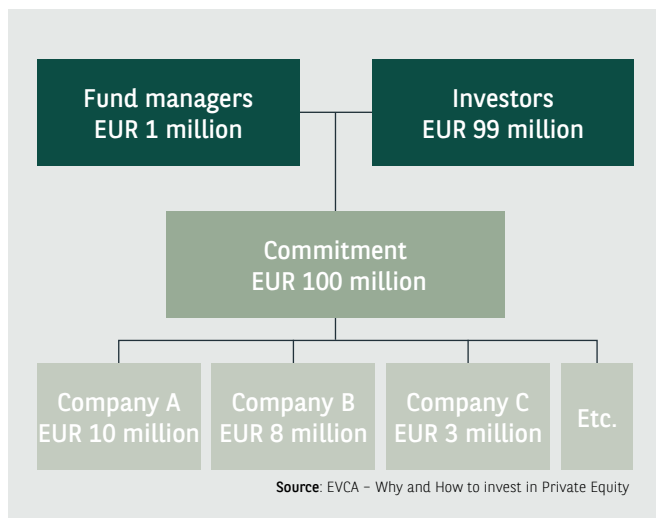 Fund managers
EUR 1 million
Investors
EUR 99 million
Commitment
EUR 100 million
Company A
EUR 10 million
Company B
EUR 8 million
Company C
EUR 3 million
Etc.
Source: EVCA – Why and How to invest in Private Equity